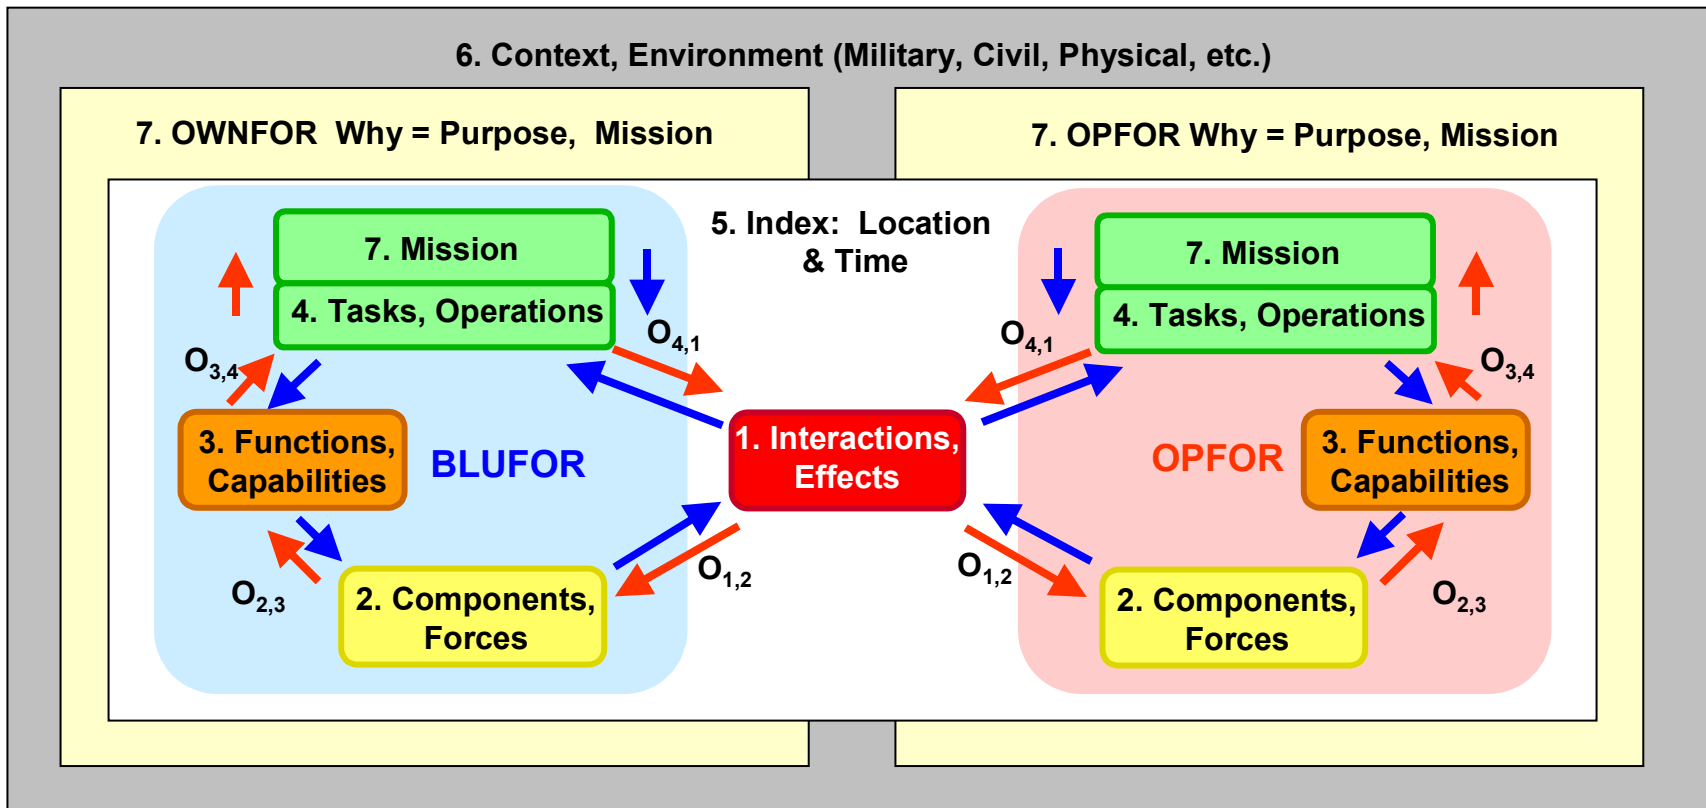 6. Context, Environment (Military, Civil, Physical, etc.)
7. OWNFOR Why = Purpose, Mission
7. OPFOR Why = Purpose, Mission
5. Index: Location
& Time
7. Mission
4. Tasks, Operations
O4,1
O3,4
3. Functions,
Capabilities
BLUFOR
O2,3
2. Components,
Forces
O1,2
1. Interactions,
Effects
7. Mission
4. Tasks, Operations
O4,1
O3,4
OPFOR
3. Functions,
Capabilities
O1,2
2. Components,
Forces
O2,3